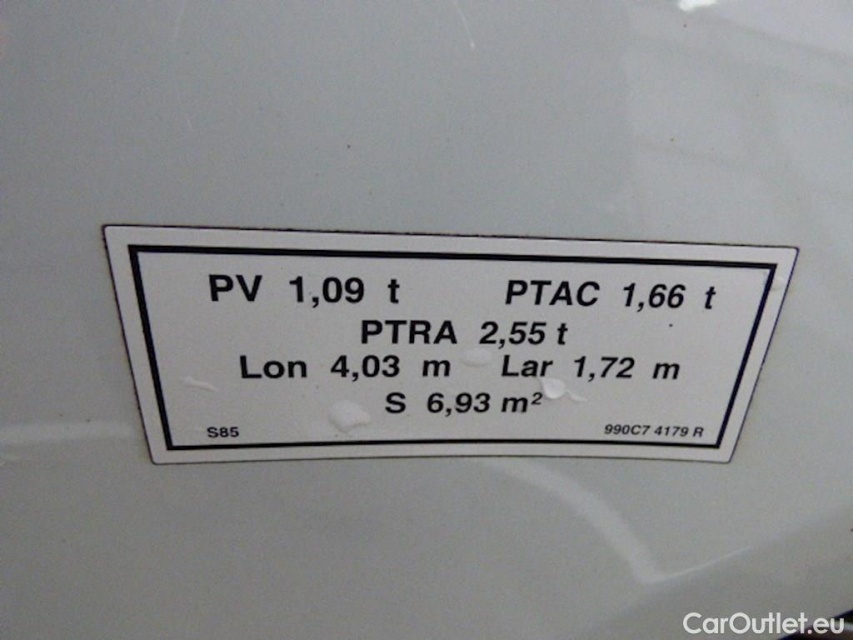 PV 1,09 t PTAC 1,66 t
PTRA 2,55 t
Lon 4,03 m Lar 1,72 m
S 6,93 m²
S85 990C7 4179 R
CarOutlet.eu